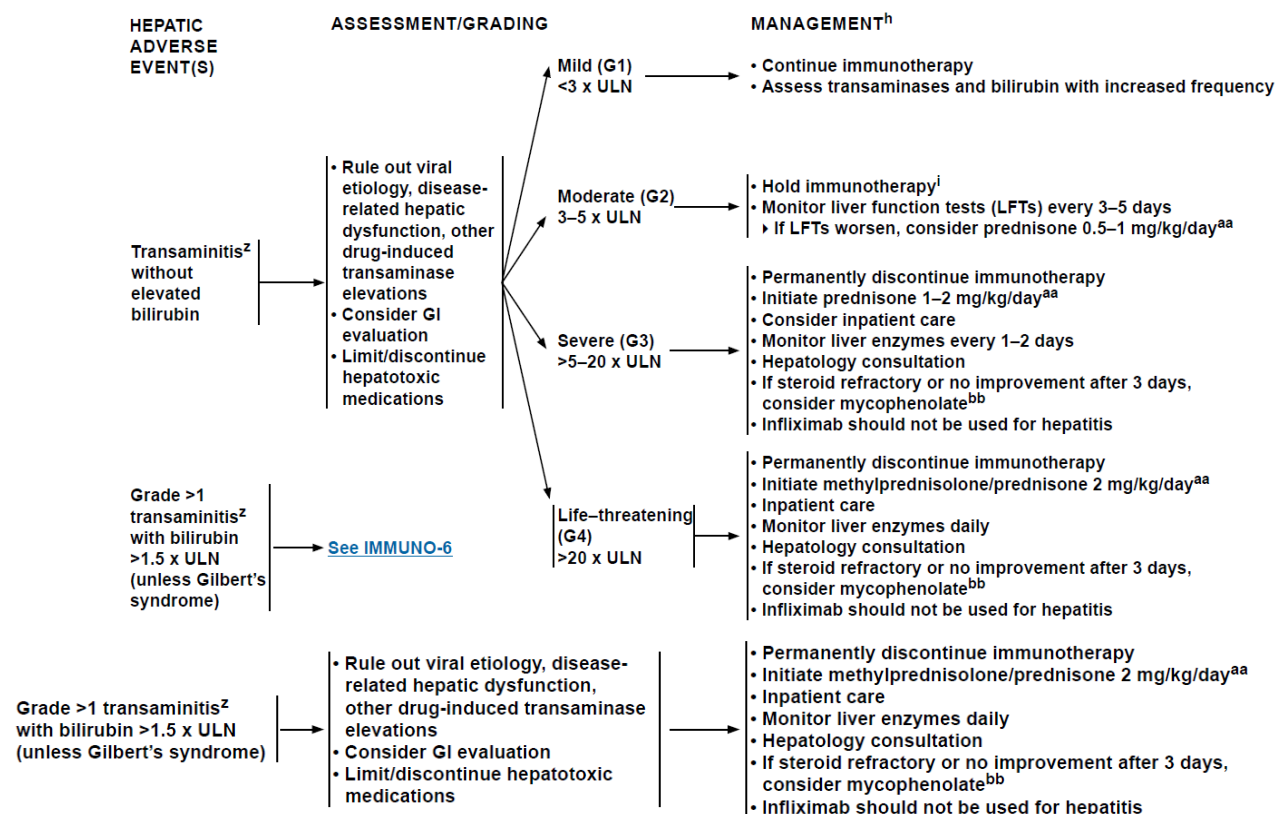 HEPATIC
ADVERSE
EVENT(S)
ASSESSMENT/GRADING
MANAGEMENTh
Transaminitisz
without
elevated
bilirubin
• Rule out viral
etiology, disease-
related hepatic
dysfunction, other
drug-induced
transaminase
elevations
• Consider GI
evaluation
• Limit/discontinue
hepatotoxic
medications
Mild (G1)
<3 x ULN
• Continue immunotherapy
• Assess transaminases and bilirubin with increased frequency
Moderate (G2)
3–5 x ULN
• Hold immunotherapyi
• Monitor liver function tests (LFTs) every 3–5 days
▸ If LFTs worsen, consider prednisone 0.5–1 mg/kg/dayaa
Severe (G3)
>5–20 x ULN
• Permanently discontinue immunotherapy
• Initiate prednisone 1–2 mg/kg/dayaa
• Consider inpatient care
• Monitor liver enzymes every 1–2 days
• Hepatology consultation
• If steroid refractory or no improvement after 3 days,
consider mycophenolatebb
• Infliximab should not be used for hepatitis
Life–threatening
(G4)
>20 x ULN
• Permanently discontinue immunotherapy
• Initiate methylprednisolone/prednisone 2 mg/kg/dayaa
• Inpatient care
• Monitor liver enzymes daily
• Hepatology consultation
• If steroid refractory or no improvement after 3 days,
consider mycophenolatebb
• Infliximab should not be used for hepatitis
Grade >1
transaminitisz
with bilirubin
>1.5 x ULN
(unless Gilbert's
syndrome)
See IMMUNO-6
Grade >1 transaminitisz
with bilirubin >1.5 x ULN
(unless Gilbert's syndrome)
• Rule out viral etiology, disease-
related hepatic dysfunction,
other drug-induced transaminase
elevations
• Consider GI evaluation
• Limit/discontinue hepatotoxic
medications
• Permanently discontinue immunotherapy
• Initiate methylprednisolone/prednisone 2 mg/kg/dayaa
• Inpatient care
• Monitor liver enzymes daily
• Hepatology consultation
• If steroid refractory or no improvement after 3 days,
consider mycophenolatebb
• Infliximab should not be used for hepatitis